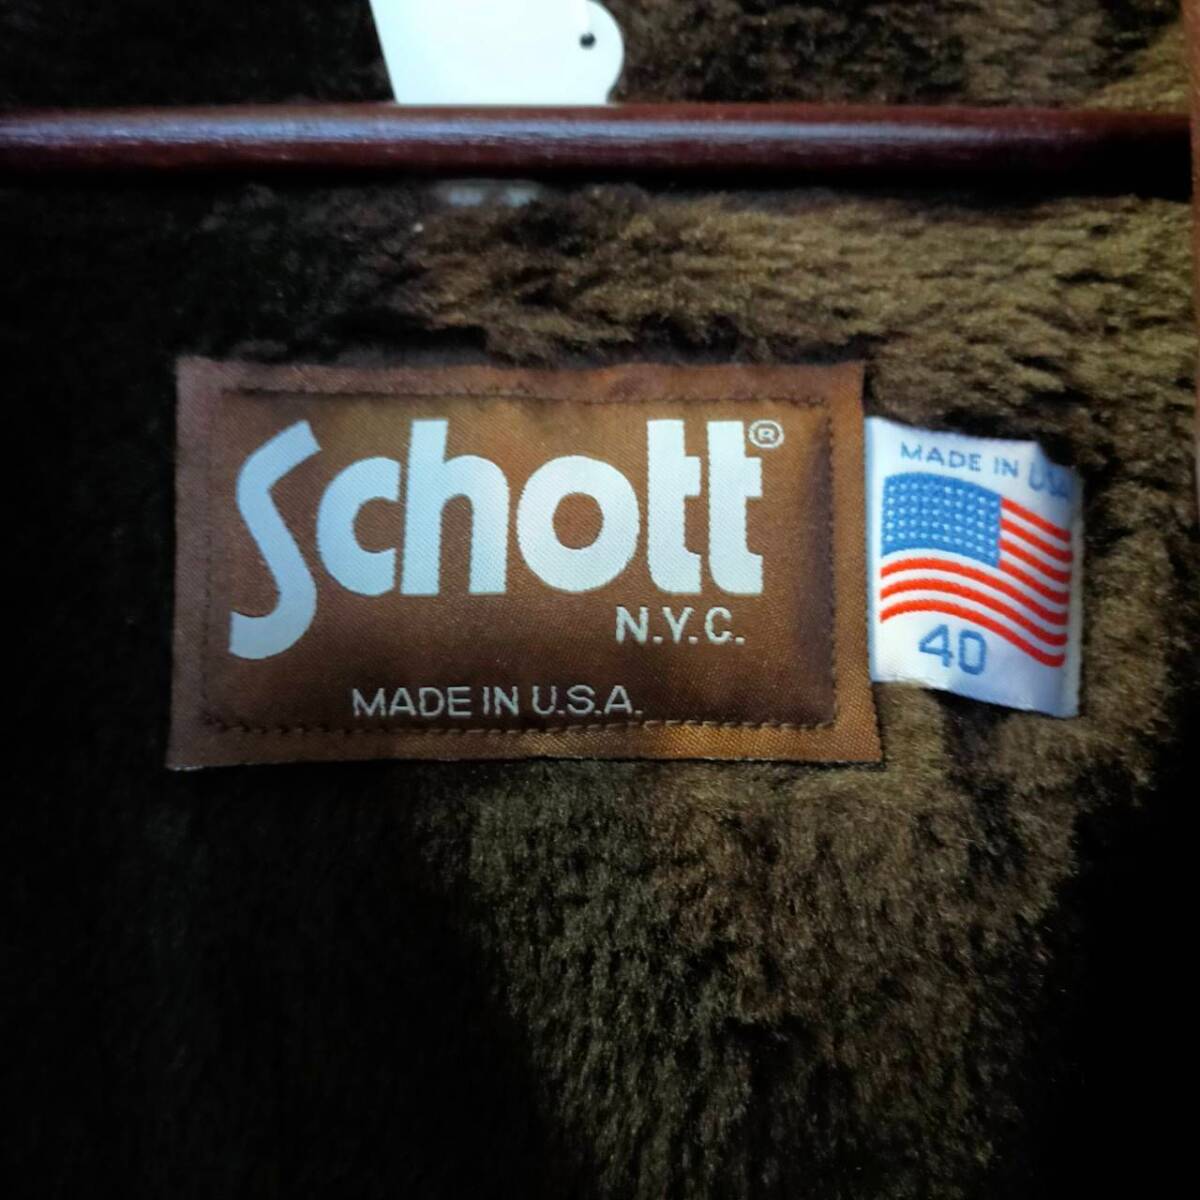 Schott®
N.Y.C.
MADE IN U.S.A.
MADE IN USA
40